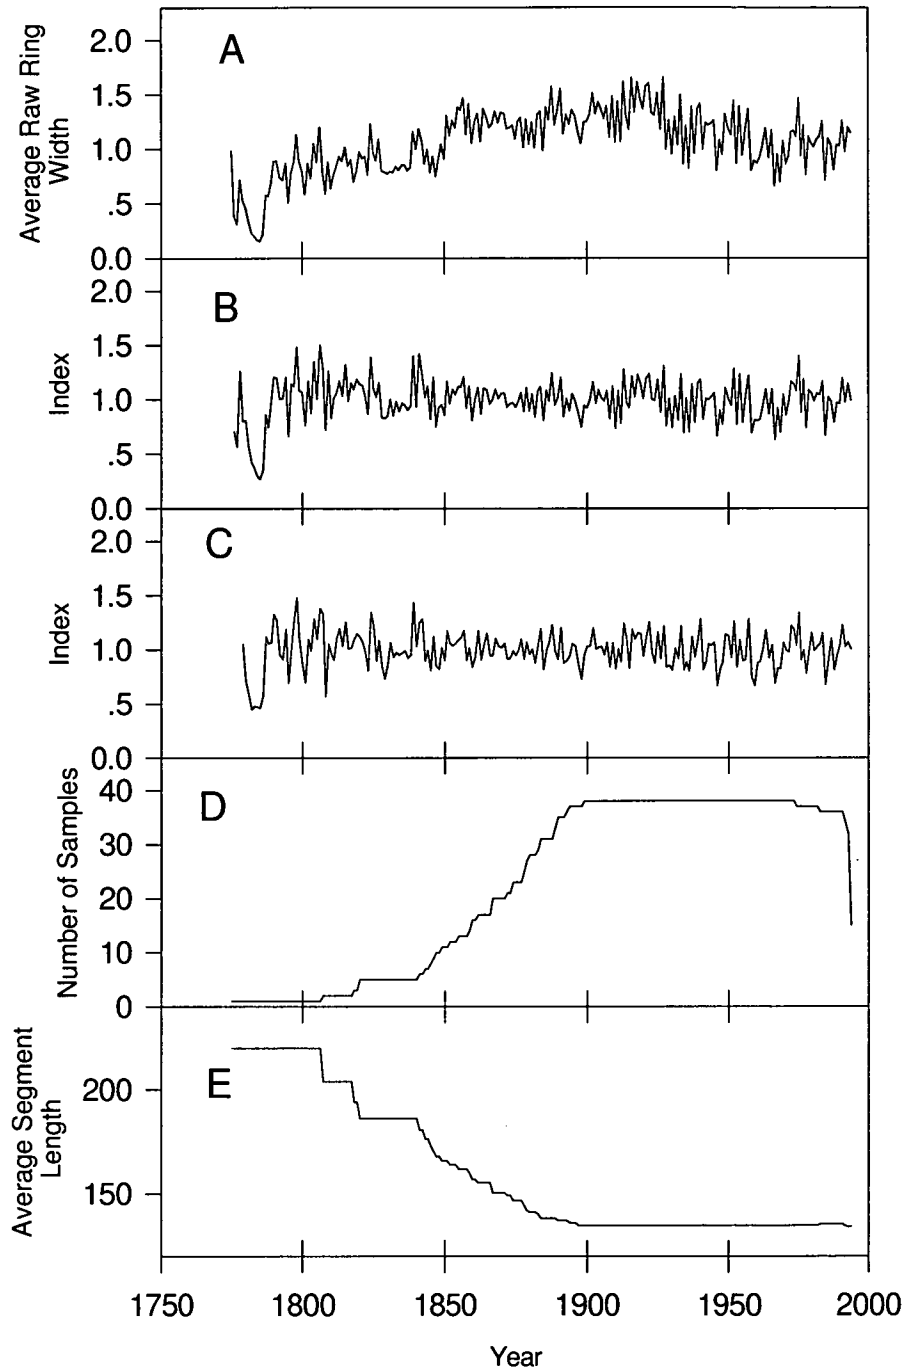 Average Raw Ring
Width
2.0
1.5
1.0
.5
0.0
A
Index
2.0
1.5
1.0
.5
0.0
B
Index
2.0
1.5
1.0
.5
0.0
C
Number of Samples
40
30
20
10
0
D
Average Segment
Length
200
150
E
1750 1800 1850 1900 1950 2000
Year